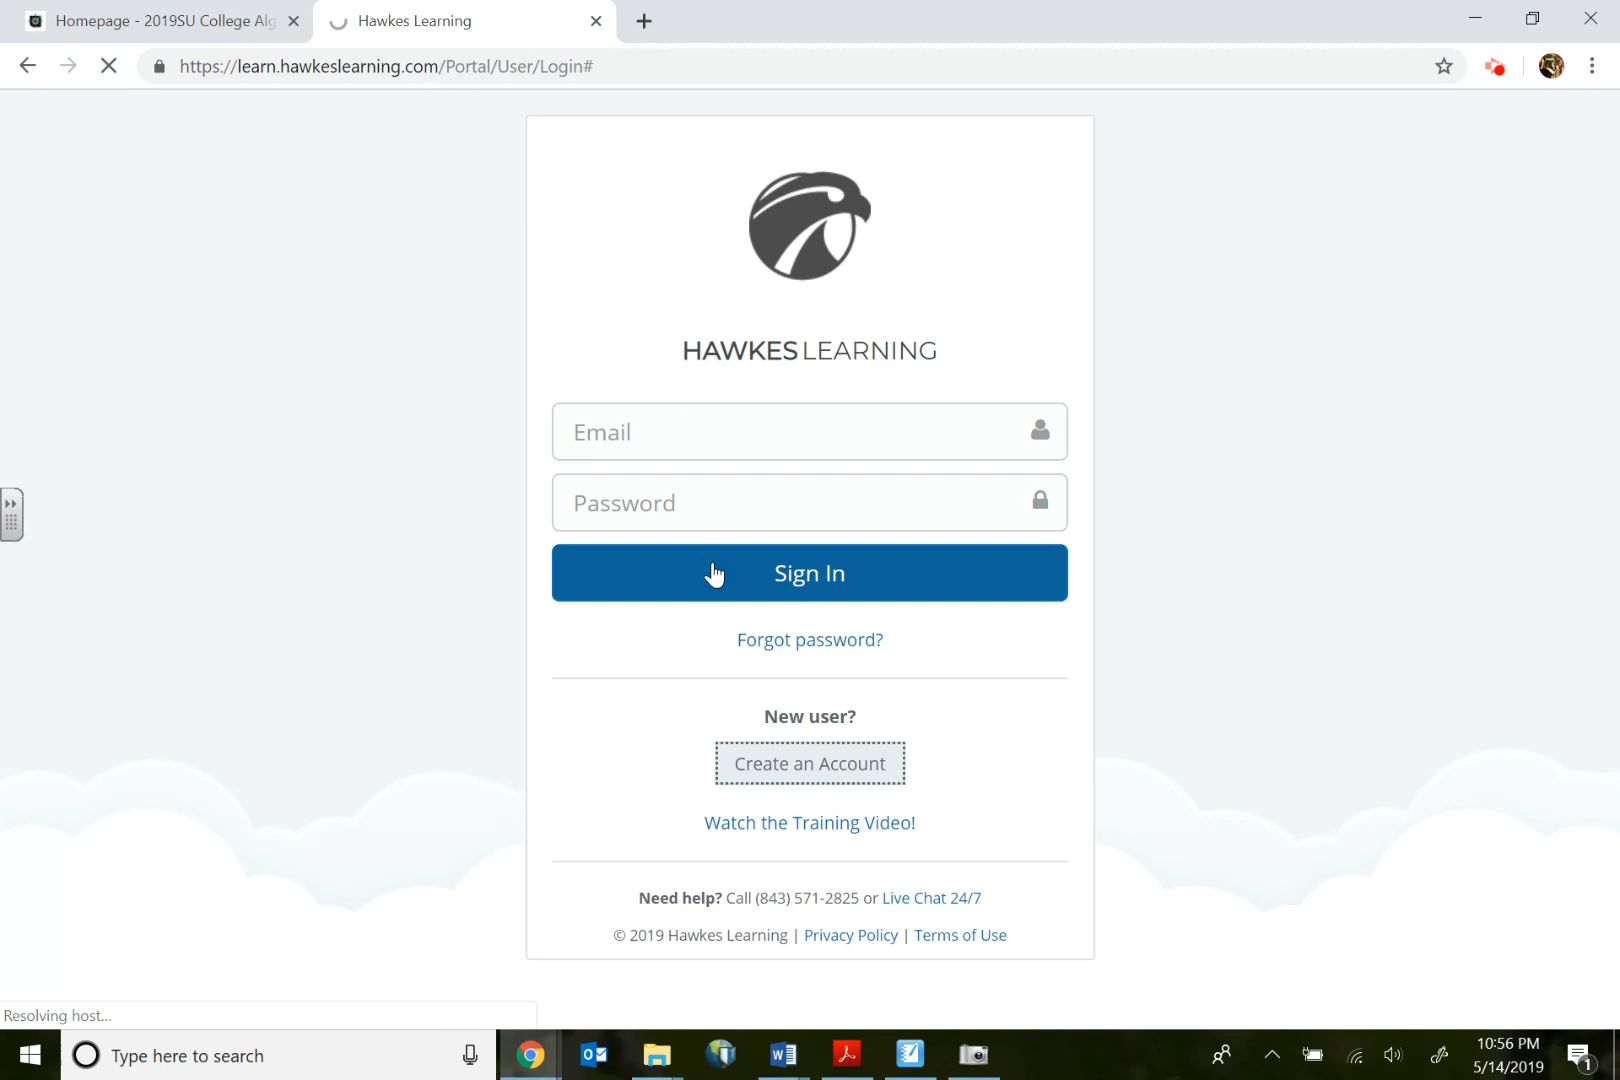 Homepage - 2019SU College Alg
Hawkes Learning
https://learn.hawkeslearning.com/Portal/User/Login#
HAWKES LEARNING
Email
Password
Sign In
Forgot password?
New user?
Create an Account
Watch the Training Video!
Need help? Call (843) 571-2825 or Live Chat 24/7
© 2019 Hawkes Learning | Privacy Policy | Terms of Use
Resolving host...
Type here to search
10:56 PM
5/14/2019
1